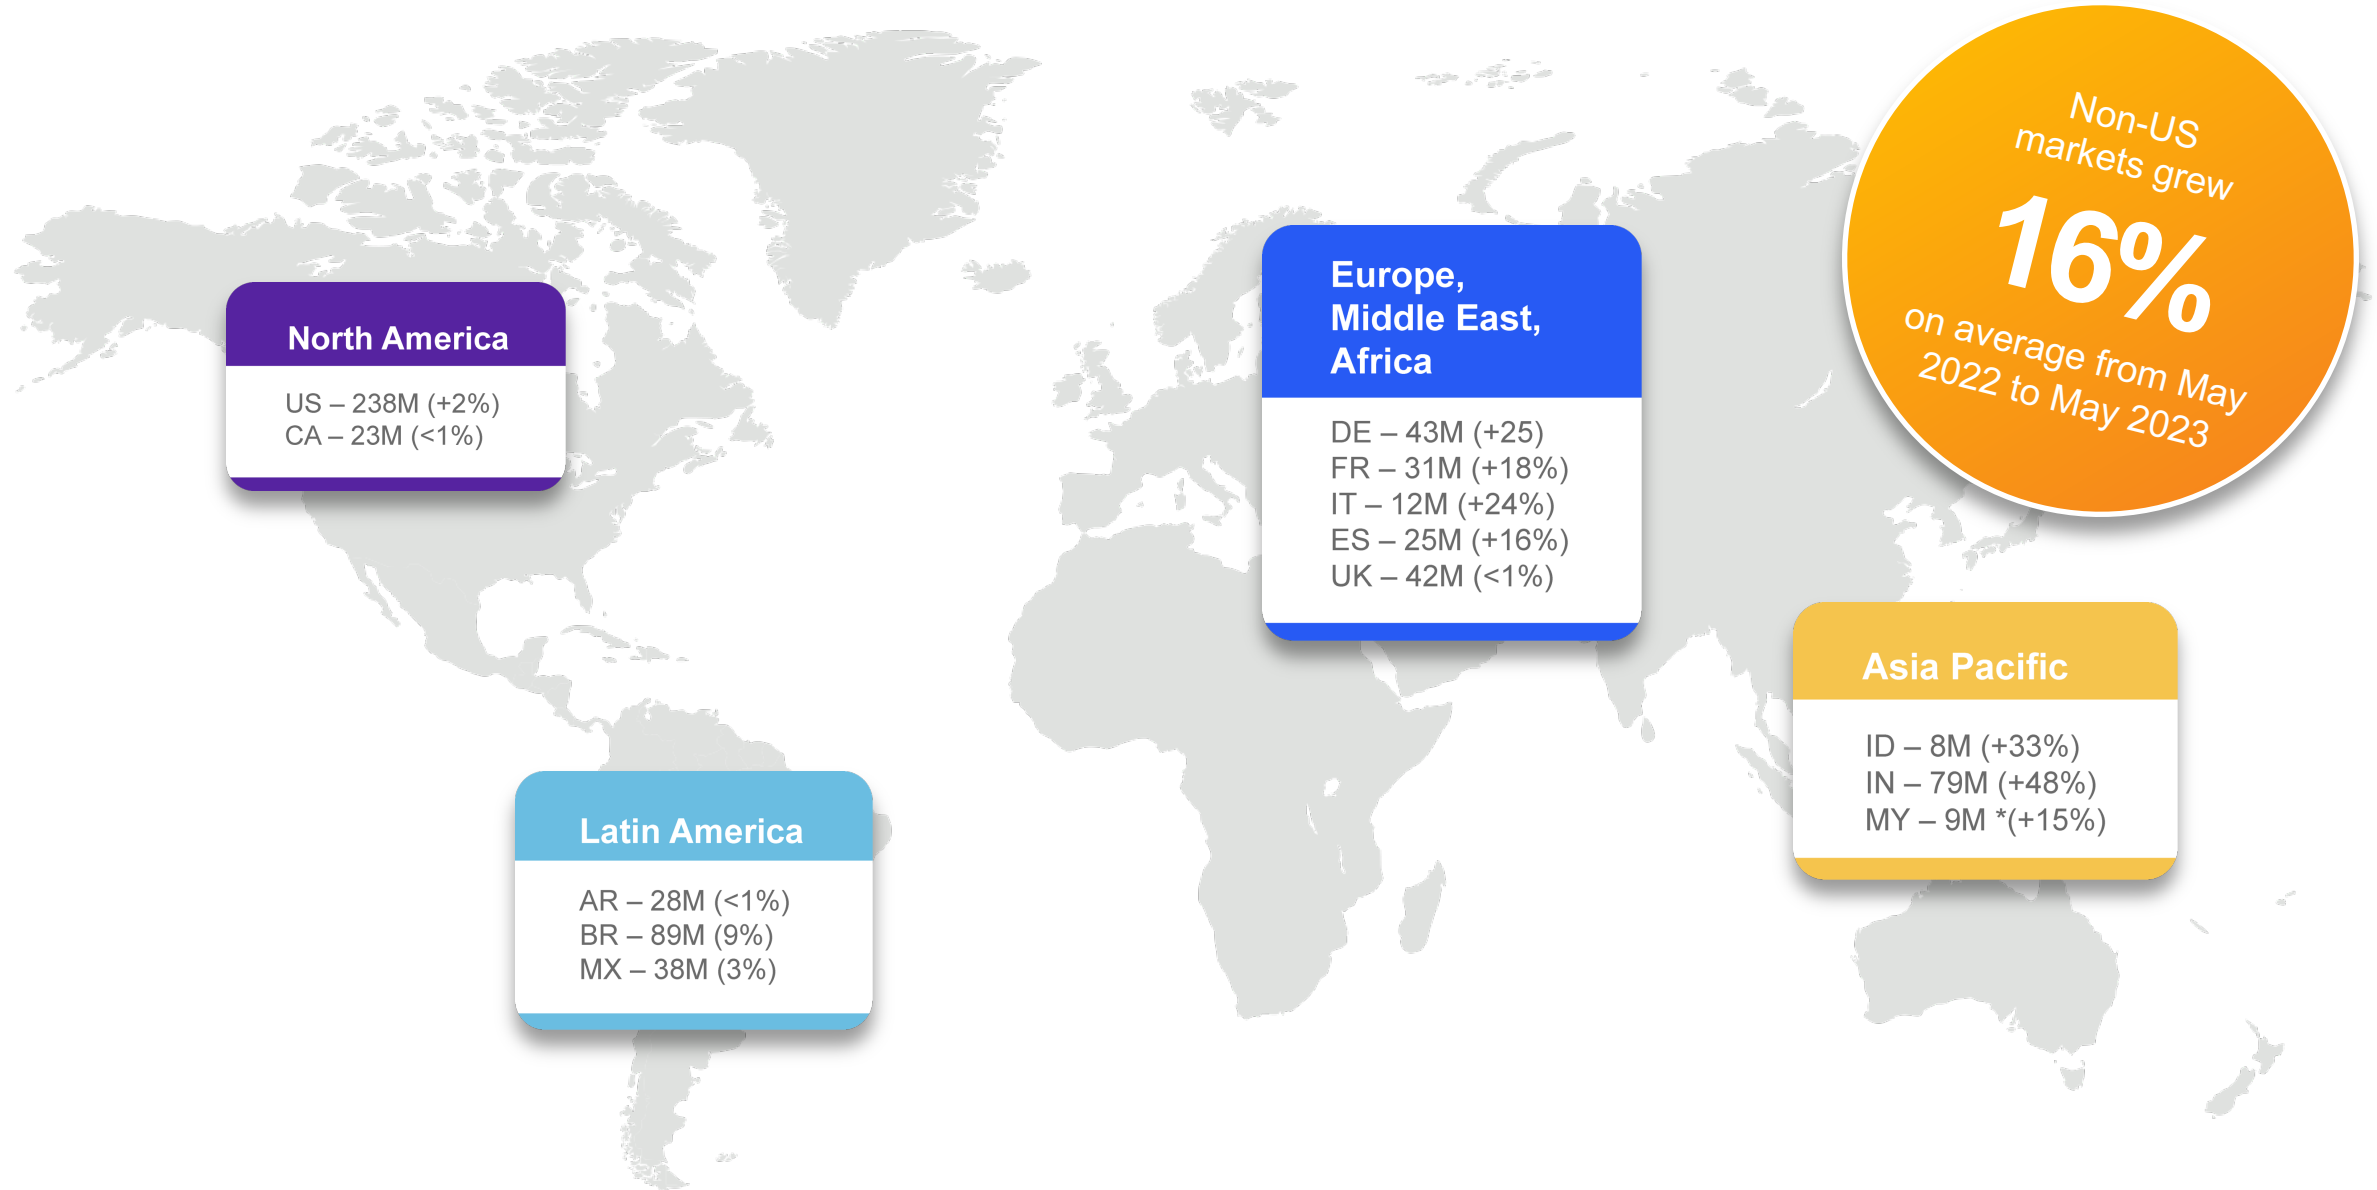 Non-US
markets grew
16%
on average from May
2022 to May 2023
North America
US – 238M (+2%)
CA – 23M (<1%)
Europe,
Middle East,
Africa
DE – 43M (+25)
FR – 31M (+18%)
IT – 12M (+24%)
ES – 25M (+16%)
UK – 42M (<1%)
Latin America
AR – 28M (<1%)
BR – 89M (9%)
MX – 38M (3%)
Asia Pacific
ID – 8M (+33%)
IN – 79M (+48%)
MY – 9M *(+15%)